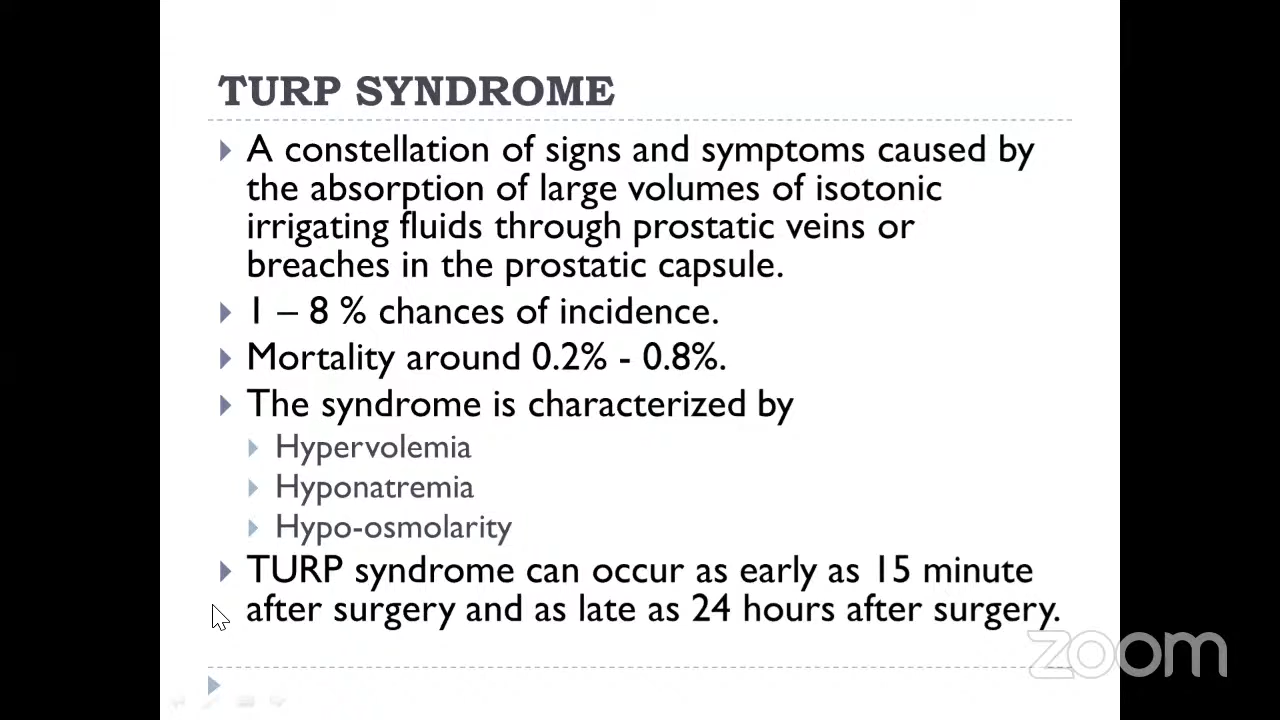 TURP SYNDROME
A constellation of signs and symptoms caused by
the absorption of large volumes of isotonic
irrigating fluids through prostatic veins or
breaches in the prostatic capsule.
1 – 8 % chances of incidence.
Mortality around 0.2% - 0.8%.
The syndrome is characterized by
Hypervolemia
Hyponatremia
Hypo-osmolarity
TURP syndrome can occur as early as 15 minute
after surgery and as late as 24 hours after surgery.
zoom